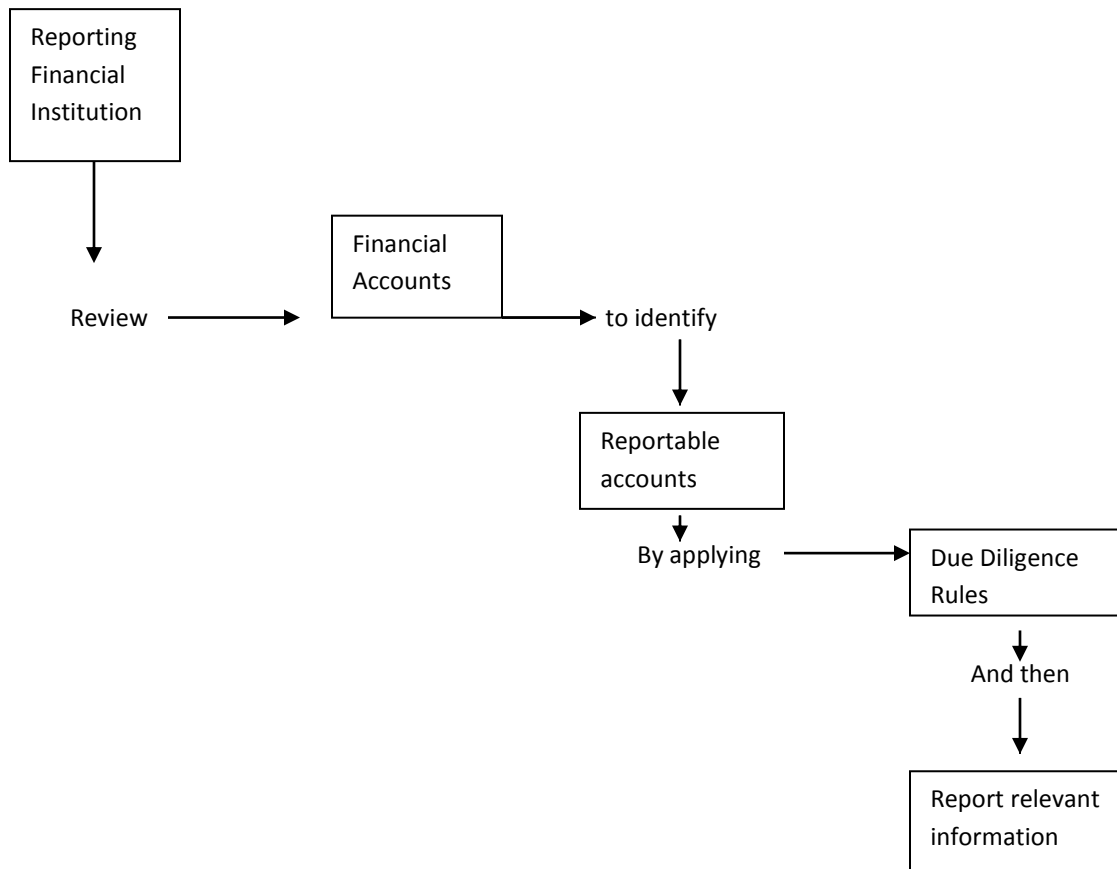 Reporting
Financial
Institution
Financial
Accounts
Review
to identify
Reportable
accounts
By applying
Due Diligence
Rules
And then
Report relevant
information